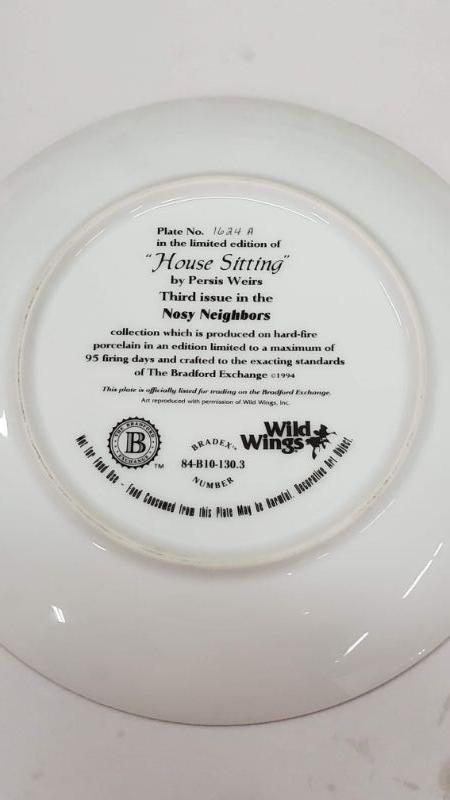 Plate No. 1624 A
in the limited edition of
"House Sitting"
by Persis Weirs
Third issue in the
Nosy Neighbors
collection which is produced on hard-fire
porcelain in an edition limited to a maximum of
95 firing days and crafted to the exacting standards
of The Bradford Exchange ©1994
This plate is officially listed for trading on the Bradford Exchange.
Art reproduced with permission of Wild Wings, Inc.
THE BRADFORD
B
EXCHANGE
TM
BRADEX™
84-B10-130.3
NUMBER
Wild
Wings
Not for Food Use - Food Consumed from this Plate May be Harmful. Decorative Art Object.